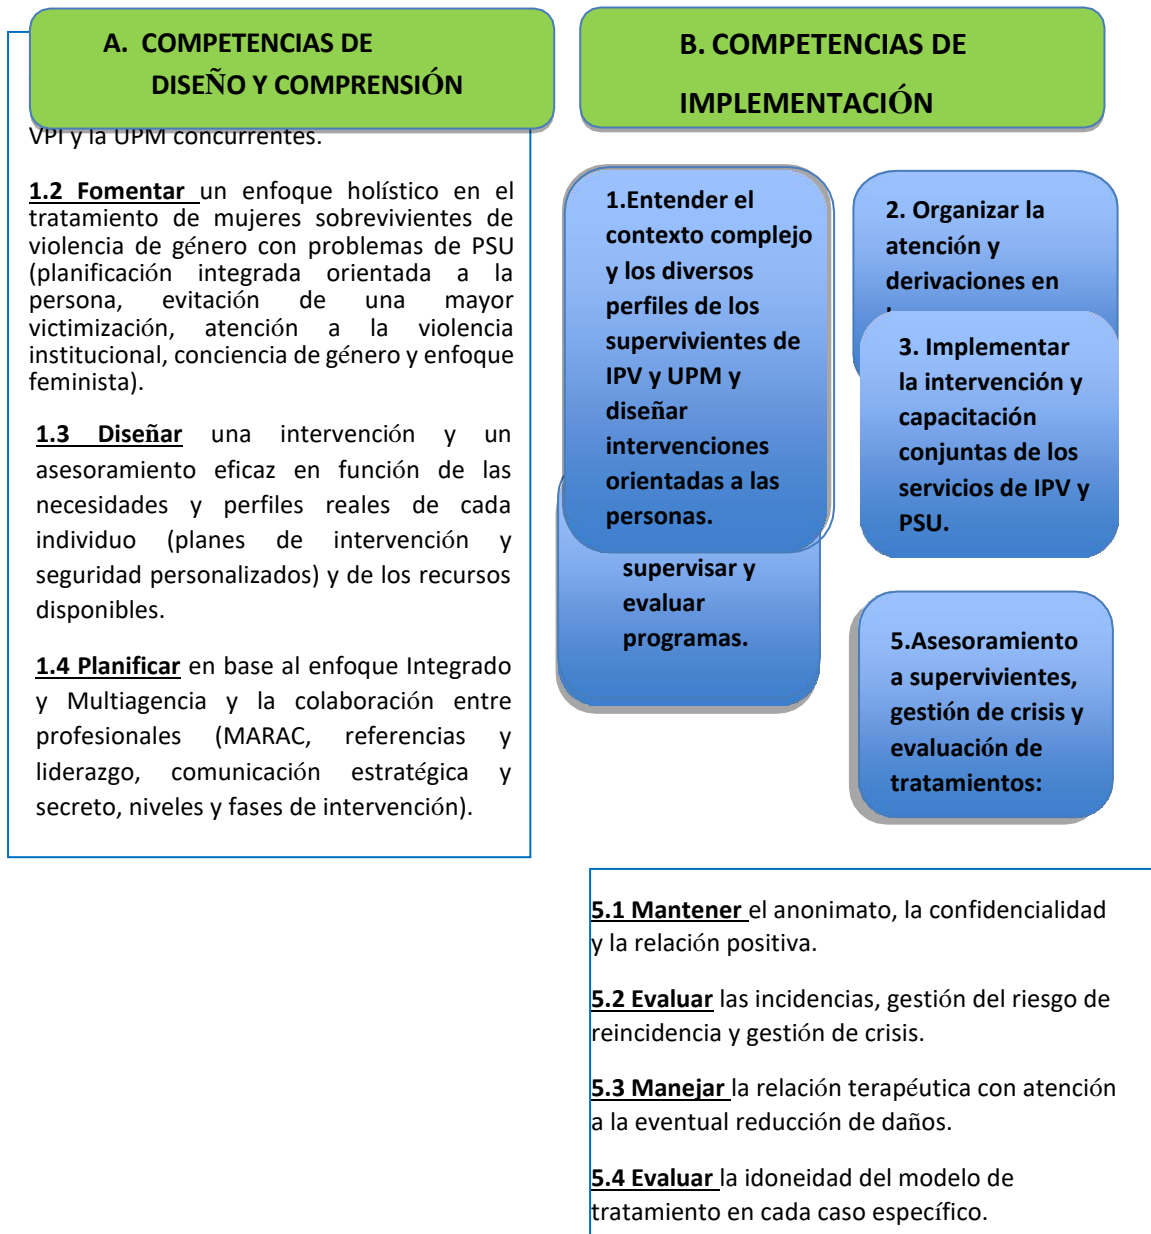 A. COMPETENCIAS DE
DISEÑO Y COMPRENSIÓN
VPI y la UPM concurrentes.
1.2 Fomentar un enfoque holístico en el
tratamiento de mujeres sobrevivientes de
violencia de género con problemas de PSU
(planificación integrada orientada a la
persona, evitación de una mayor
victimización, atención a la violencia
institucional, conciencia de género y enfoque
feminista).
1.3 Diseñar una intervención y un
asesoramiento eficaz en función de las
necesidades y perfiles reales de cada
individuo (planes de intervención y
seguridad personalizados) y de los recursos
disponibles.
1.4 Planificar en base al enfoque Integrado
y Multiagencia y la colaboración entre
profesionales (MARAC, referencias y
liderazgo, comunicación estratégica y
secreto, niveles y fases de intervención).
B. COMPETENCIAS DE
IMPLEMENTACIÓN
1.Entender el
contexto complejo
y los diversos
perfiles de los
supervivientes de
IPV y UPM y
diseñar
intervenciones
orientadas a las
personas.
2. Organizar la
atención y
derivaciones en
3. Implementar
la intervención y
capacitación
conjuntas de los
servicios de IPV y
PSU.
supervisar y
evaluar
programas.
5.Asesoramiento
a supervivientes,
gestión de crisis y
evaluación de
tratamientos:
5.1 Mantener el anonimato, la confidencialidad
y la relación positiva.
5.2 Evaluar las incidencias, gestión del riesgo de
reincidencia y gestión de crisis.
5.3 Manejar la relación terapéutica con atención
a la eventual reducción de daños.
5.4 Evaluar la idoneidad del modelo de
tratamiento en cada caso específico.